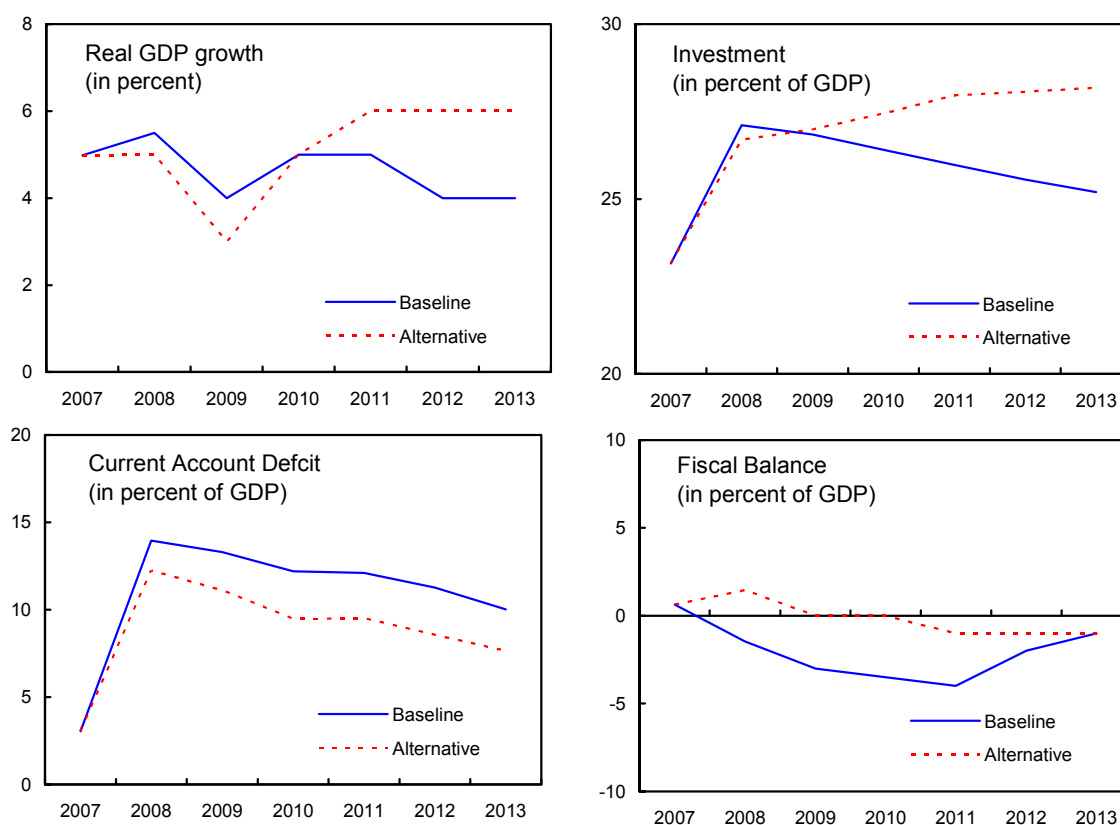 Real GDP growth
(in percent)
8
6
4
2
0
Baseline
Alternative
2007 2008 2009 2010 2011 2012 2013
Investment
(in percent of GDP)
30
25
20
Baseline
Alternative
2007 2008 2009 2010 2011 2012 2013
Current Account Defcit
(in percent of GDP)
20
15
10
5
0
Baseline
Alternative
2007 2008 2009 2010 2011 2012 2013
Fiscal Balance
(in percent of GDP)
10
5
0
-5
-10
Baseline
Alternative
2007 2008 2009 2010 2011 2012 2013